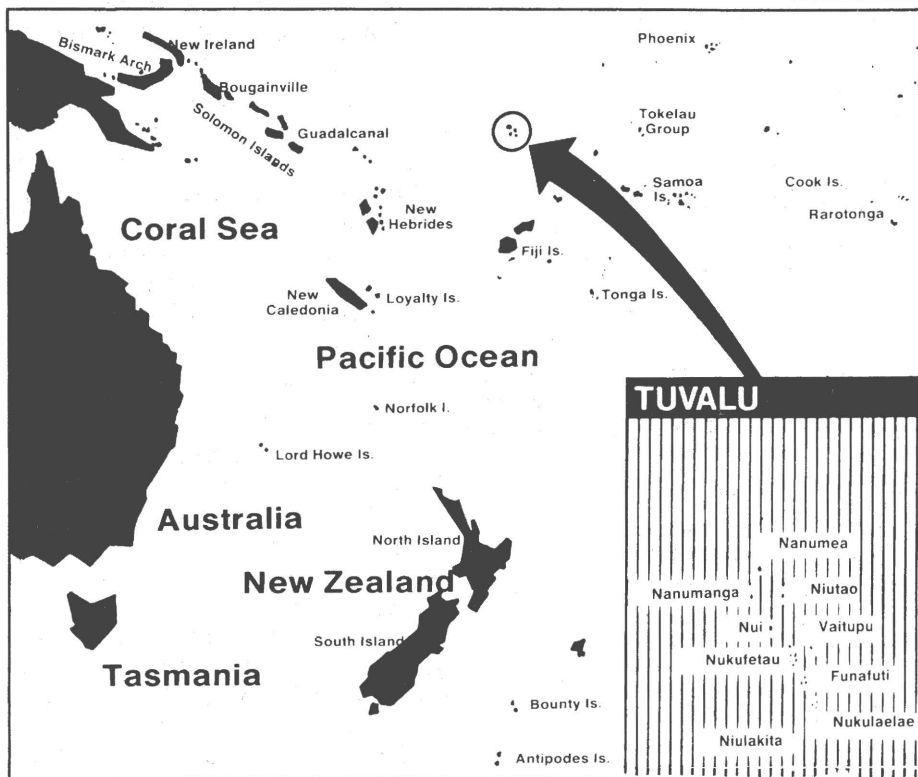 New Ireland
Bismark Arch
Bougainville
Solomon Islands
Guadalcanal
Phoenix
Tokelau
Group
Samoa
Is.
Cook Is.
Rarotonga
Coral Sea
New
Hebrides
Fiji Is.
New
Caledonia
Loyalty Is.
Tonga Is.
Pacific Ocean
Norfolk I.
Lord Howe Is.
Australia
North Island
New Zealand
South Island
Tasmania
Bounty Is.
Antipodes Is.
TUVALU
Nanumea
Nanumanga
Niutao
Nui
Vaitupu
Nukufetau
Funafuti
Nukulaelae
Niulakita